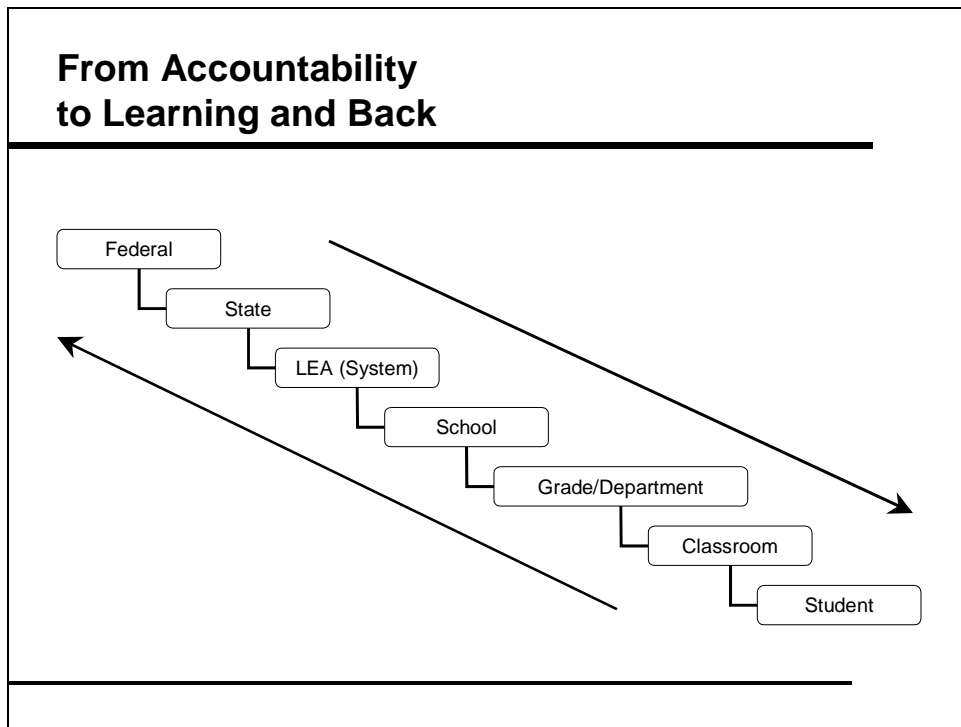 From Accountability
to Learning and Back
Federal
State
LEA (System)
School
Grade/Department
Classroom
Student